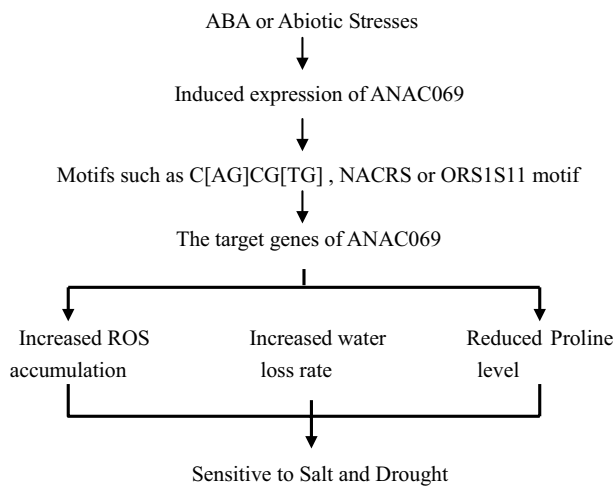 ABA or Abiotic Stresses
Induced expression of ANAC069
Motifs such as C[AG]CG[TG] , NACRS or ORS1S11 motif
The target genes of ANAC069
Increased ROS
accumulation
Increased water
loss rate
Reduced Proline
level
Sensitive to Salt and Drought